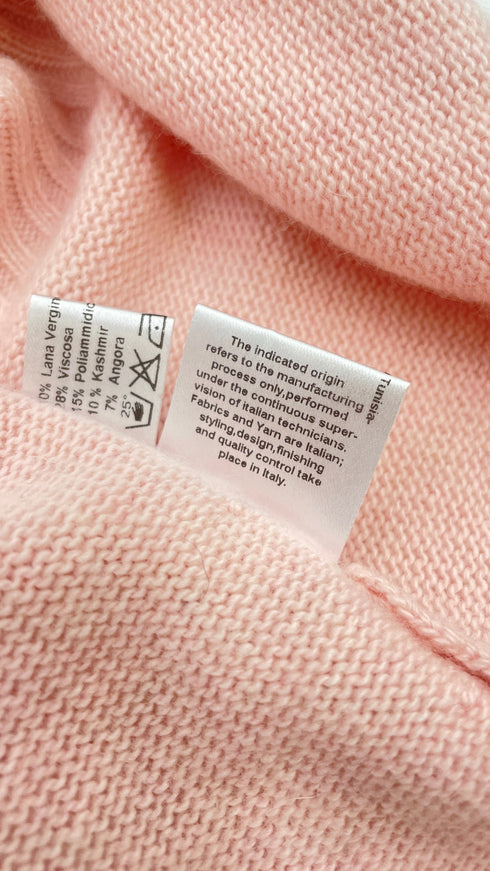 0% Lana Vergin
28% Viscosa
15% Poliammidic
10 % Kashmir
7% Angora
25°
The indicated origin
refers to the manufacturing
process only,performed
under the continuous super-
vision of italian technicians.
Fabrics and Yarn are Italian;
styling,design,finishing
and quality control take
place in Italy.
Tunisia-